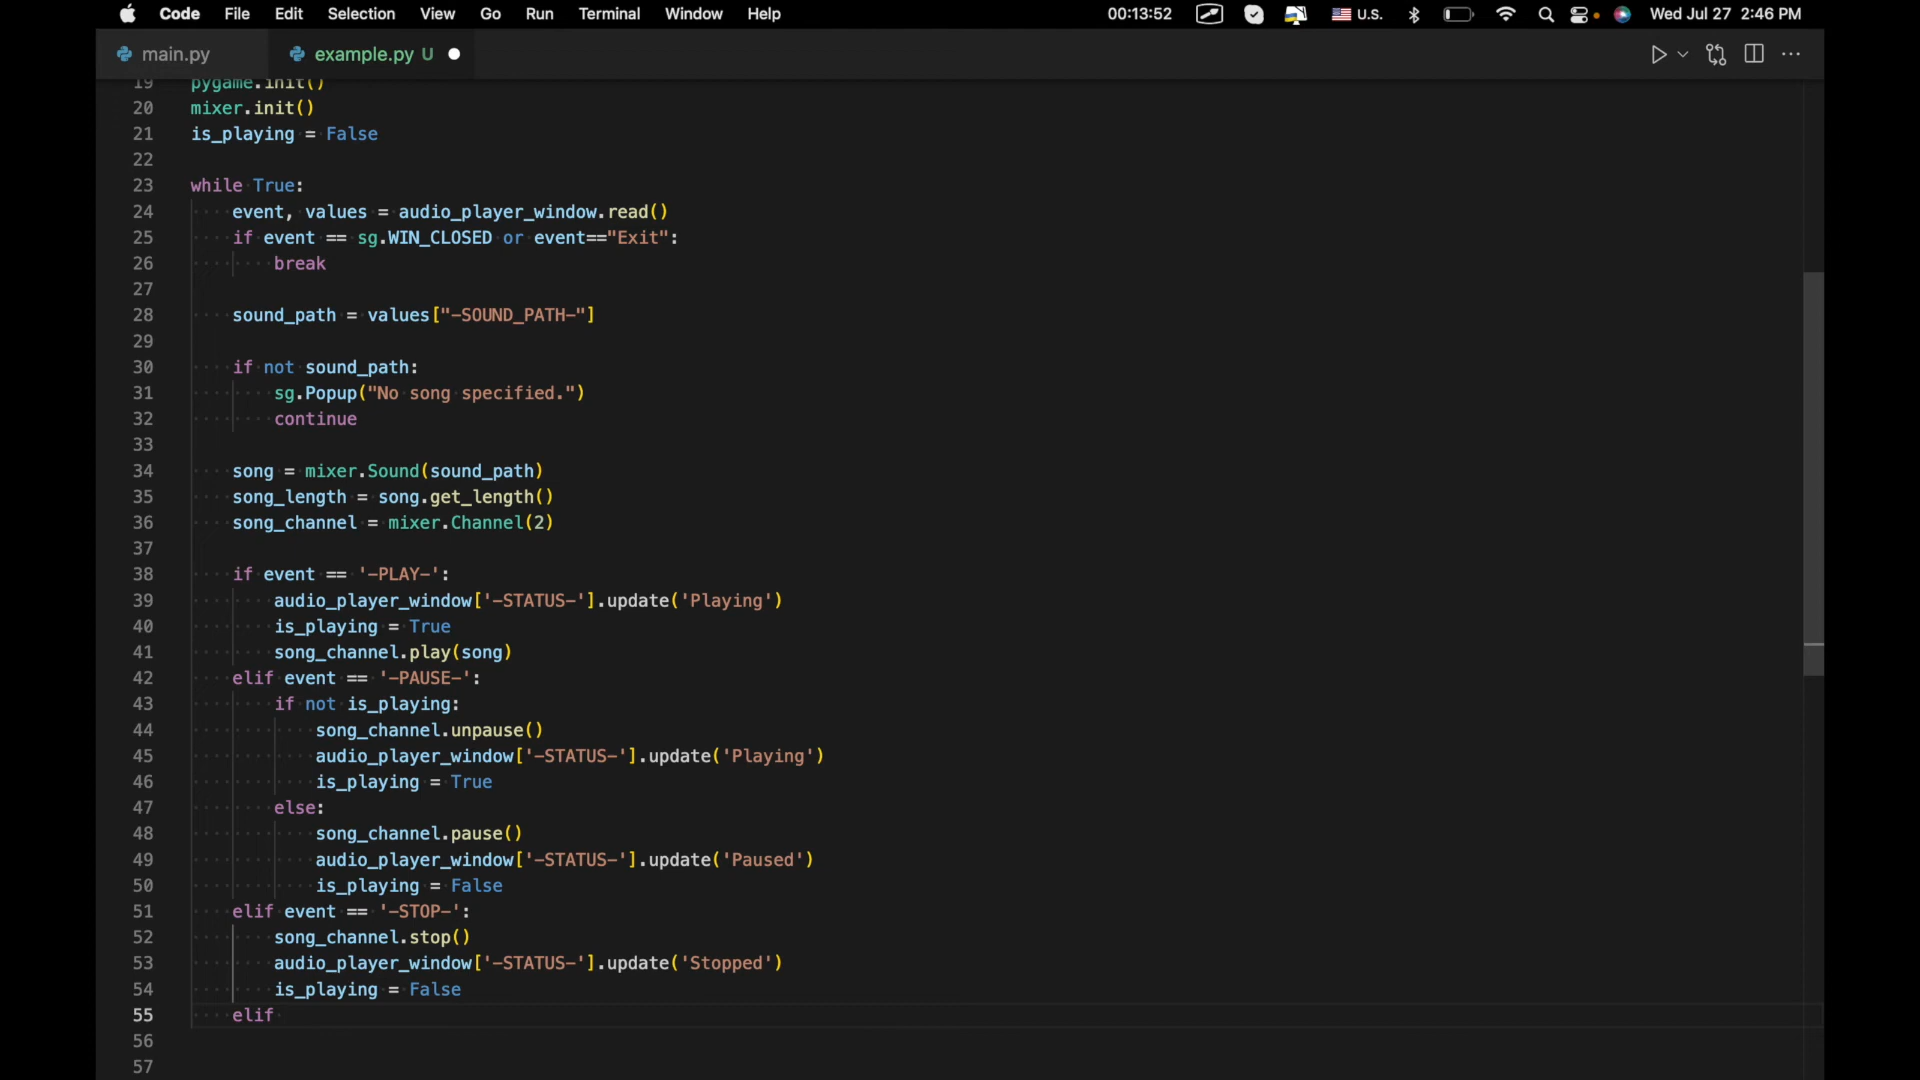 Code File Edit Selection View Go Run Terminal Window Help 00:13:52 U.S. Wed Jul 27 2:46 PM
main.py example.py U
19 pygame.init()
20 mixer.init()
21 is_playing = False
22
23 while True:
24 event, values = audio_player_window.read()
25 if event == sg.WIN_CLOSED or event=="Exit":
26 break
27
28 sound_path = values["-SOUND_PATH-"]
29
30 if not sound_path:
31 sg.Popup("No song specified.")
32 continue
33
34 song = mixer.Sound(sound_path)
35 song_length = song.get_length()
36 song_channel = mixer.Channel(2)
37
38 if event == '-PLAY-':
39 audio_player_window['-STATUS-'].update('Playing')
40 is_playing = True
41 song_channel.play(song)
42 elif event == '-PAUSE-':
43 if not is_playing:
44 song_channel.unpause()
45 audio_player_window['-STATUS-'].update('Playing')
46 is_playing = True
47 else:
48 song_channel.pause()
49 audio_player_window['-STATUS-'].update('Paused')
50 is_playing = False
51 elif event == '-STOP-':
52 song_channel.stop()
53 audio_player_window['-STATUS-'].update('Stopped')
54 is_playing = False
55 elif
56
57